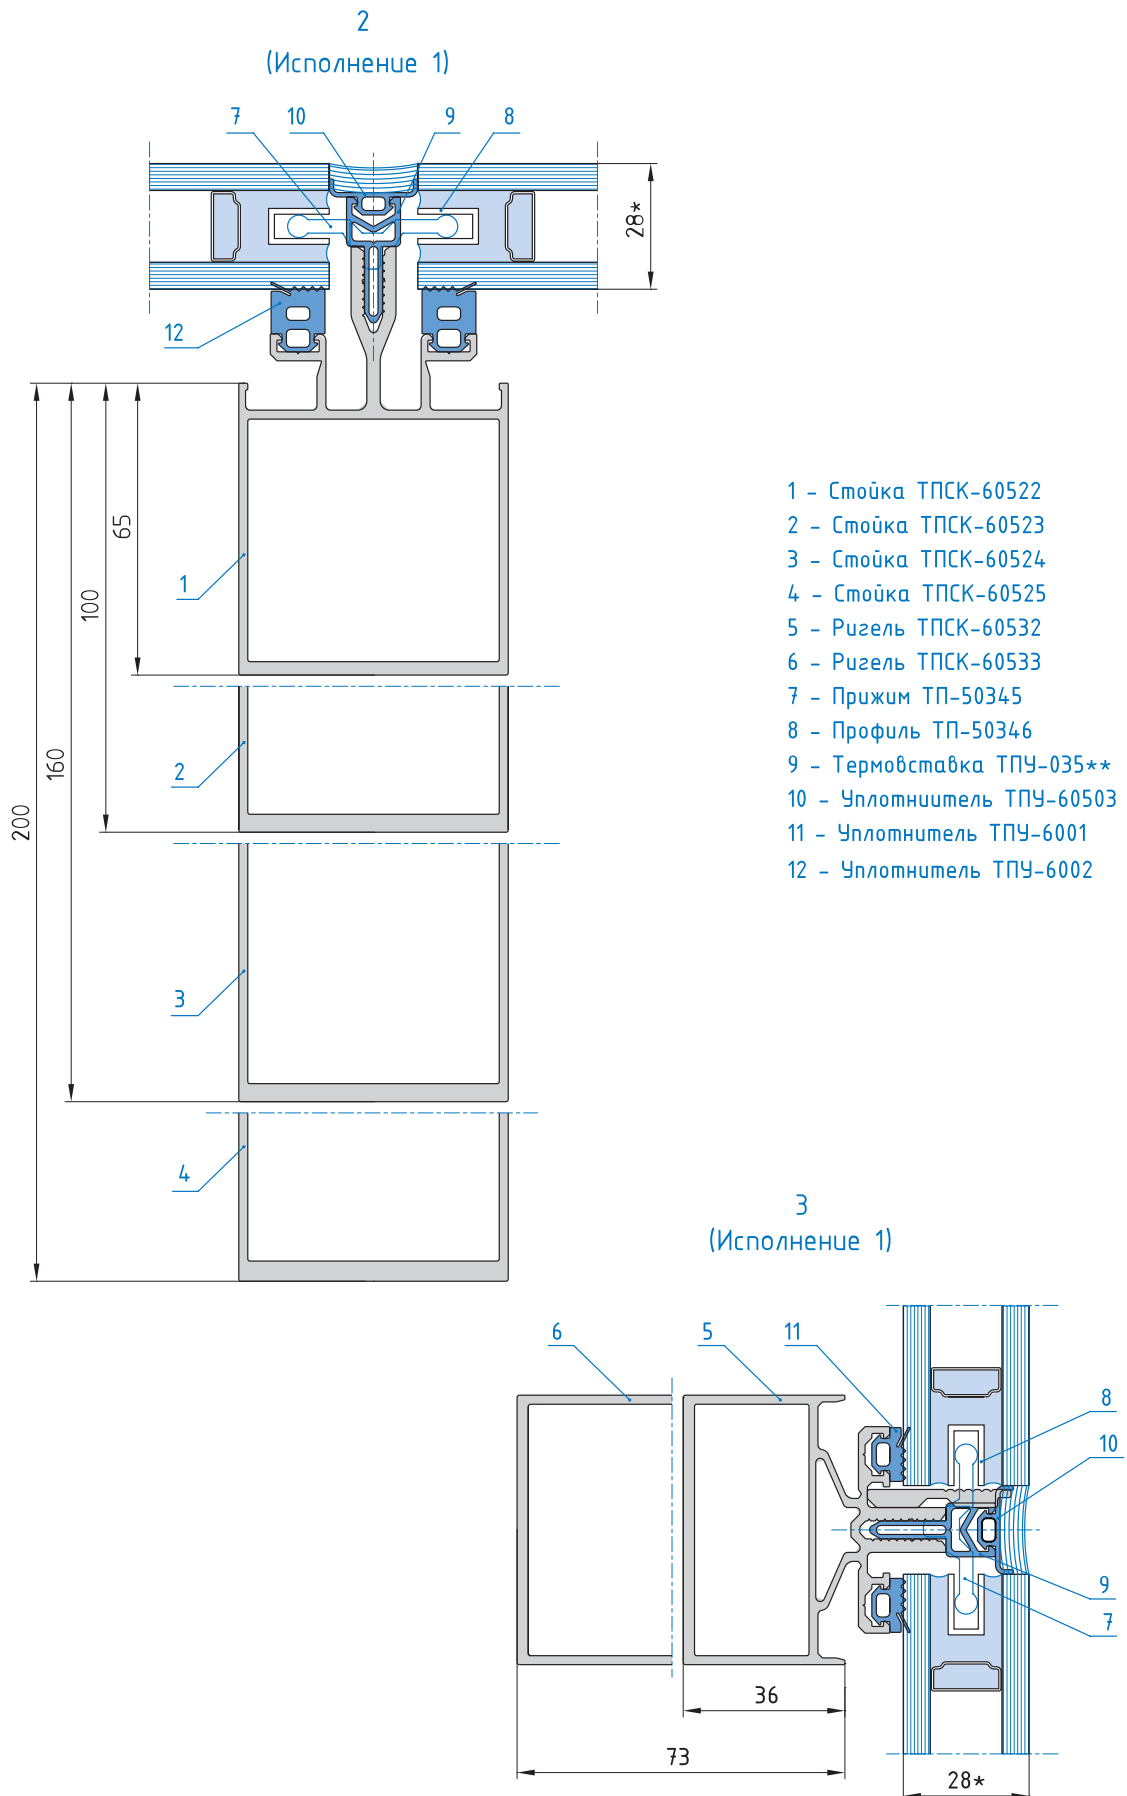 2
(Исполнение 1)
7 10 9 8
28*
12
65
100
160
200
1
2
3
4
1 - Стойка ТПСК-60522
2 - Стойка ТПСК-60523
3 - Стойка ТПСК-60524
4 - Стойка ТПСК-60525
5 - Ригель ТПСК-60532
6 - Ригель ТПСК-60533
7 - Прижим ТП-50345
8 - Профиль ТП-50346
9 - Термовставка ТПУ-035**
10 - Уплотниитель ТПУ-60503
11 - Уплотнитель ТПУ-6001
12 - Уплотнитель ТПУ-6002
3
(Исполнение 1)
6 5 11
8
10
9
7
36
73
28*